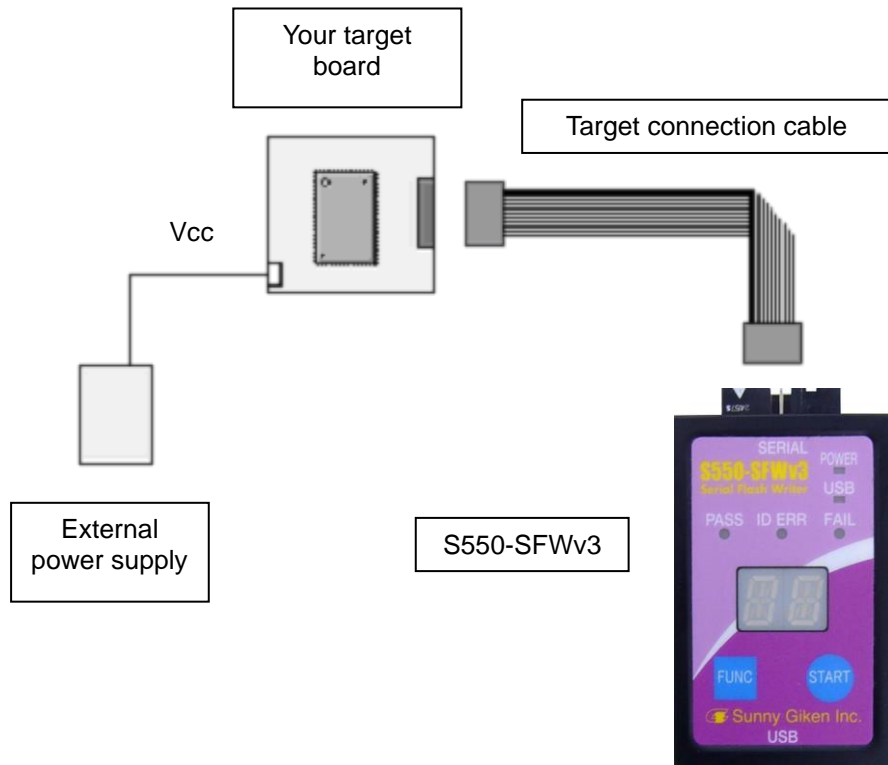 Your target
board
Target connection cable
Vcc
External
power supply
S550-SFWv3
SERIAL
POWER
S550-SFWv3
Serial Flash Writer
USB
PASS ID ERR FAIL
FUNC
START
Sunny Giken Inc.
USB